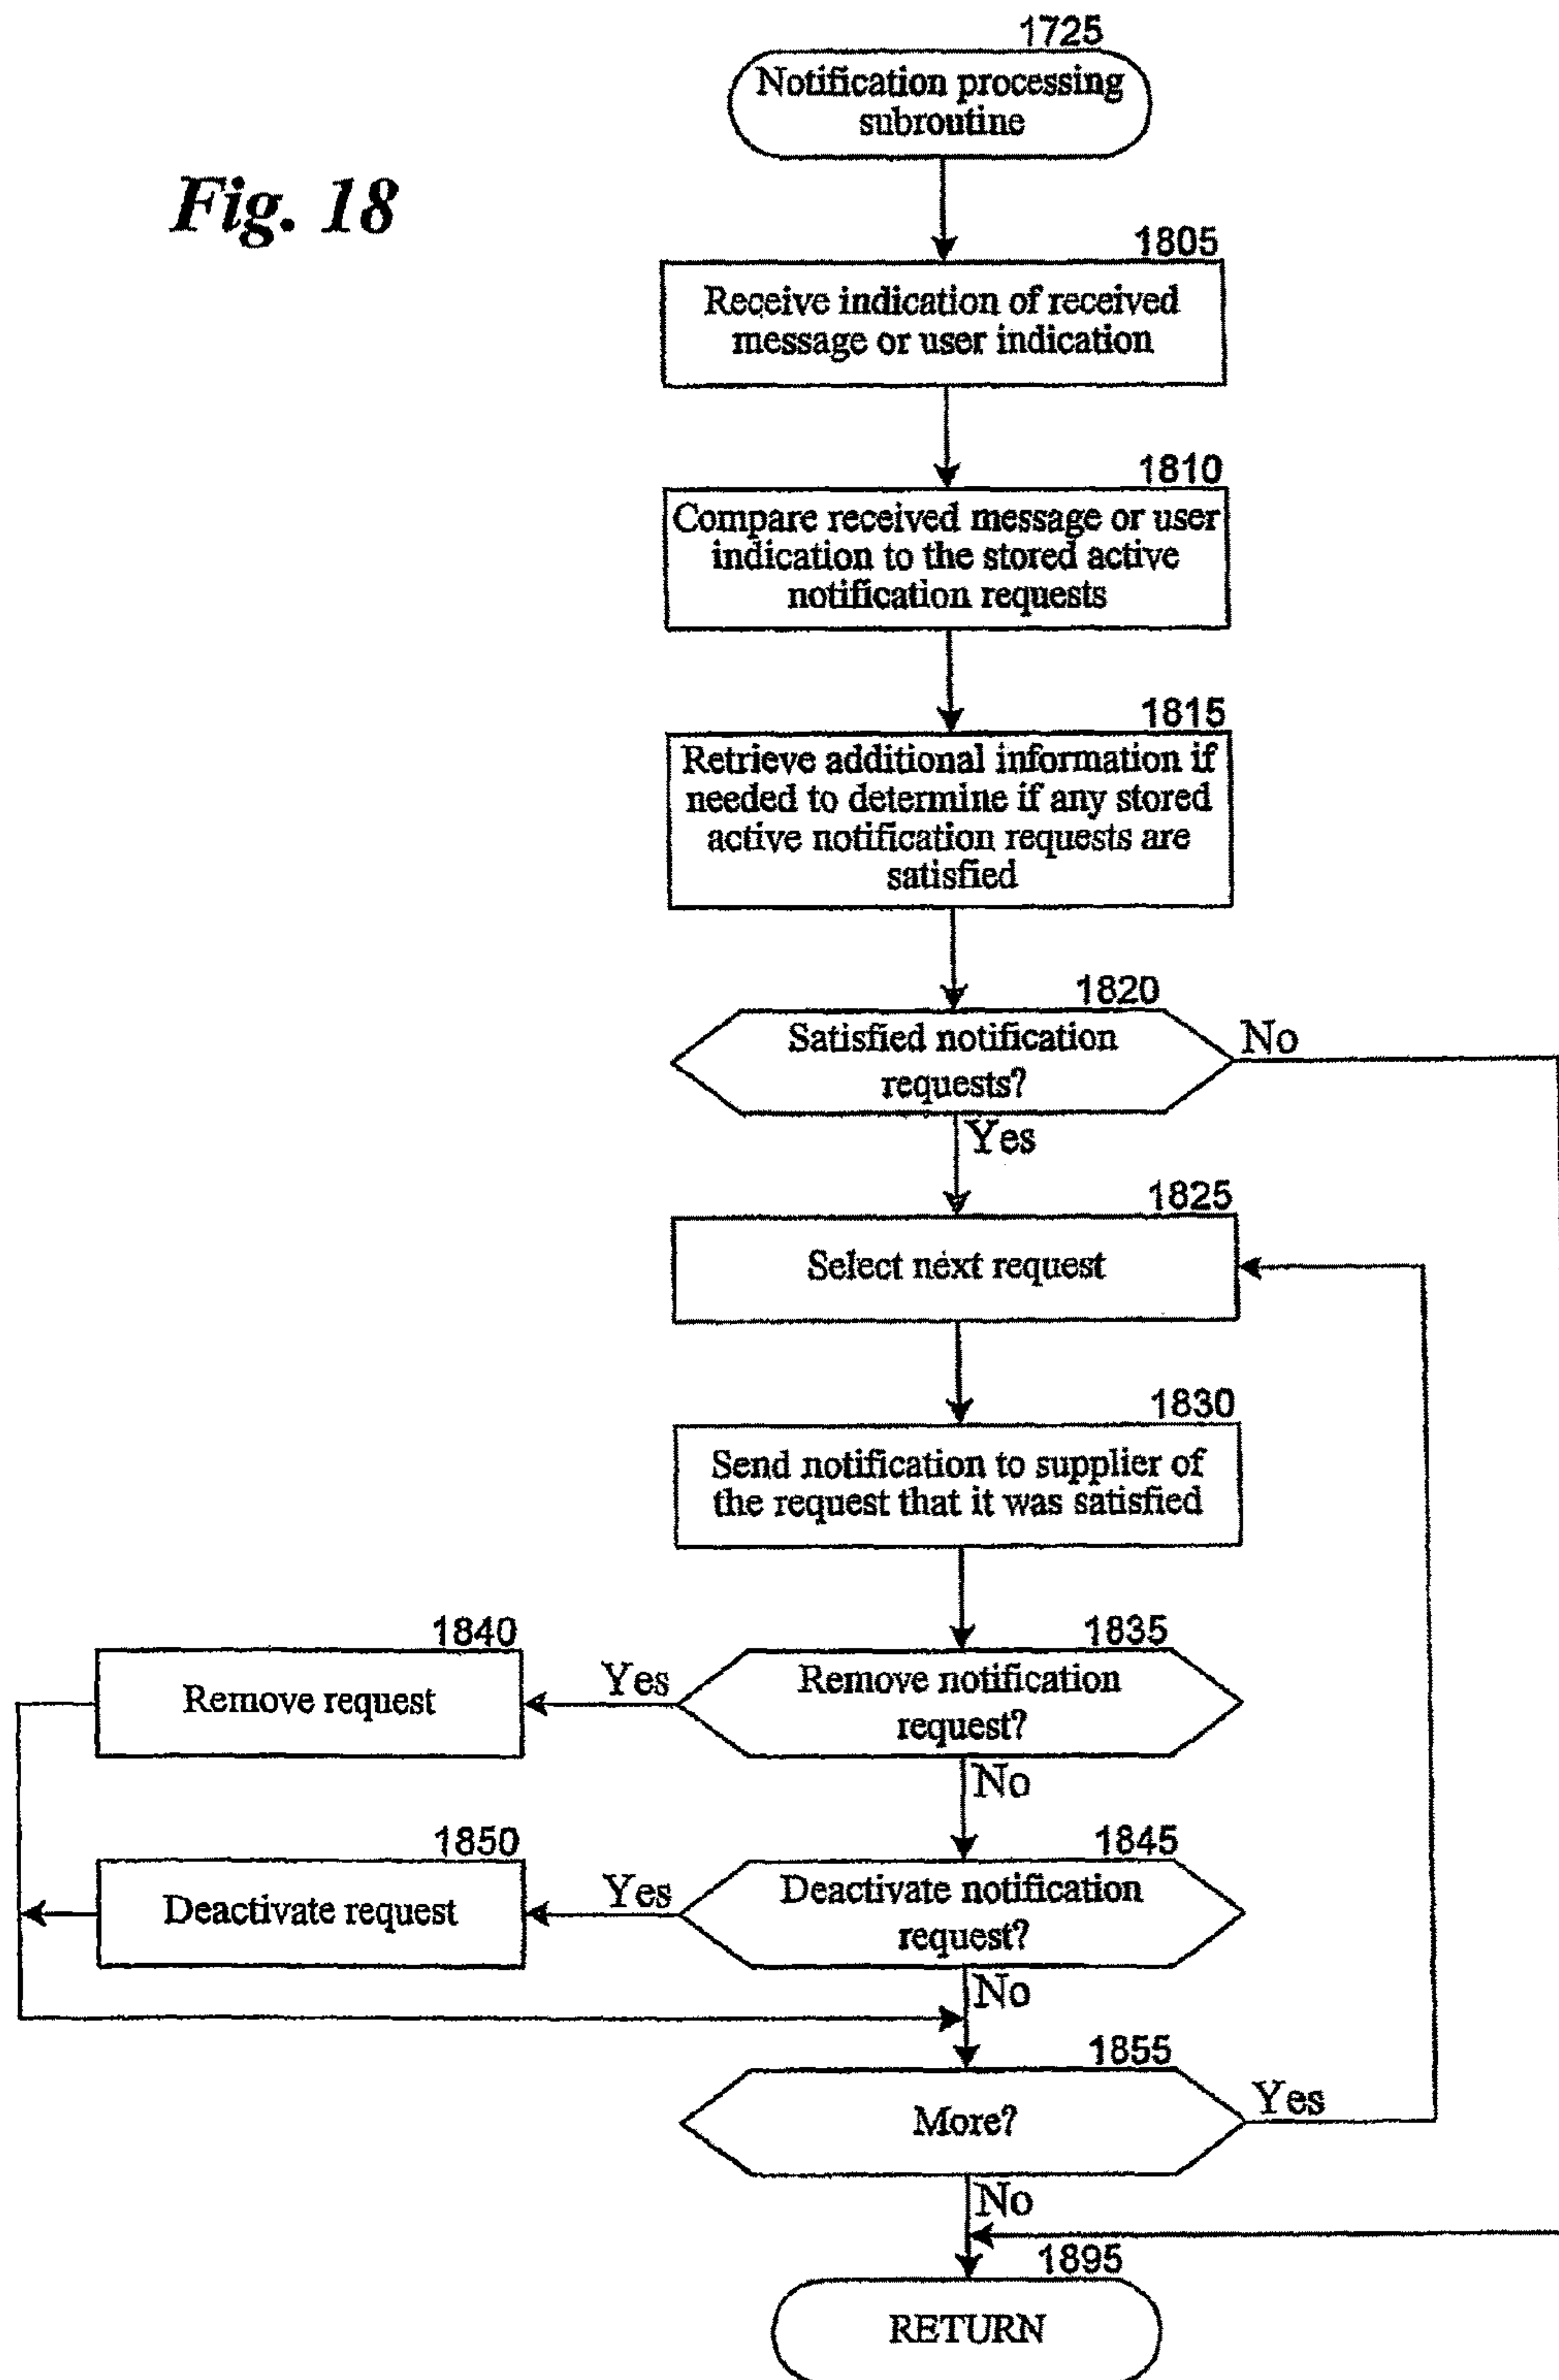 1725
Notification processing
subroutine
Fig. 18
1805
Receive indication of received
message or user indication
1810
Compare received message or user
indication to the stored active
notification requests
1815
Retrieve additional information if
needed to determine if any stored
active notification requests are
satisfied
1820
Satisfied notification
requests?
No
Yes
1825
Select next request
1830
Send notification to supplier of
the request that it was satisfied
1835
Remove notification
request?
Yes
1840
Remove request
No
1845
Deactivate notification
request?
Yes
1850
Deactivate request
No
1855
More?
Yes
No
1895
RETURN